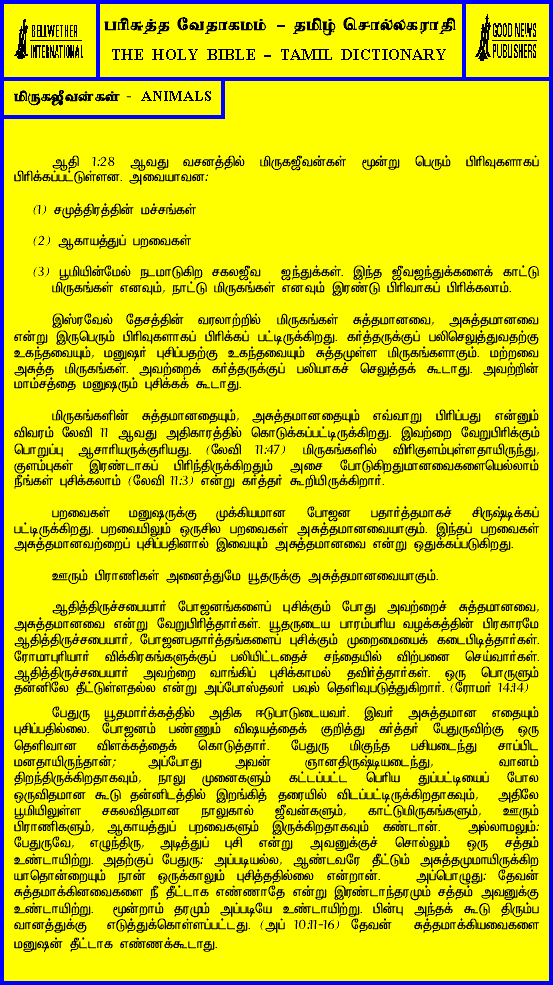 BELLWETHER
INTERNATIONAL
பரிசுத்த வேதாகமம் – தமிழ் சொல்லகராதி
THE HOLY BIBLE – TAMIL DICTIONARY
GOOD NEWS
PUBLISHERS
மிருகஜீவன்கள் - ANIMALS
ஆதி 1:28 ஆவது வசனத்தில் மிருகஜீவன்கள் மூன்று பெரும் பிரிவுகளாகப்
பிரிக்கப்பட்டுள்ளன. அவையாவன:
(1) சமுத்திரத்தின் மச்சங்கள்
(2) ஆகாயத்துப் பறவைகள்
(3) பூமியின்மேல் நடமாடுகிற சகலஜீவ ஜந்துக்கள். இந்த ஜீவஜந்துக்களைக் காட்டு
மிருகங்கள் எனவும், நாட்டு மிருகங்கள் எனவும் இரண்டு பிரிவாகப் பிரிக்கலாம்.
இஸ்ரவேல் தேசத்தின் வரலாற்றில் மிருகங்கள் சுத்தமானவை, அசுத்தமானவை
என்று இருபெரும் பிரிவுகளாகப் பிரிக்கப் பட்டிருக்கிறது. கர்த்தருக்குப் பலிசெலுத்துவதற்கு
உகந்தவையும், மனுஷர் புசிப்பதற்கு உகந்தவையும் சுத்தமுள்ள மிருகங்களாகும். மற்றவை
அசுத்த மிருகங்கள். அவற்றைக் கர்த்தருக்குப் பலியாகச் செலுத்தக் கூடாது. அவற்றின்
மாம்சத்தை மனுஷரும் புசிக்கக் கூடாது.
மிருகங்களின் சுத்தமானதையும், அசுத்தமானதையும் எவ்வாறு பிரிப்பது என்னும்
விவரம் லேவி 11 ஆவது அதிகாரத்தில் கொடுக்கப்பட்டிருக்கிறது. இவற்றை வேறுபிரிக்கும்
பொறுப்பு ஆசாரியருக்குரியது. (லேவி 11:47) மிருகங்களில் விரிகுளம்புள்ளதாயிருந்து,
குளம்புகள் இரண்டாகப் பிரிந்திருக்கிறதும் அசை போடுகிறதுமானவைகளையெல்லாம்
நீங்கள் புசிக்கலாம் (லேவி 11:3) என்று கர்த்தர் கூறியிருக்கிறார்.
பறவைகள் மனுஷருக்கு முக்கியமான போஜன பதார்த்தமாகச் சிருஷ்டிக்கப்
பட்டிருக்கிறது. பறவையிலும் ஒருசில பறவைகள் அசுத்தமானவையாகும். இந்தப் பறவைகள்
அசுத்தமானவற்றைப் புசிப்பதினால் இவையும் அசுத்தமானவை என்று ஒதுக்கப்படுகிறது.
ஊரும் பிராணிகள் அனைத்துமே யூதருக்கு அசுத்தமானவையாகும்.
ஆதித்திருச்சபையார் போஜனங்களைப் புசிக்கும் போது அவற்றைச் சுத்தமானவை,
அசுத்தமானவை என்று வேறுபிரித்தார்கள். யூதருடைய பாரம்பரிய வழக்கத்தின் பிரகாரமே
ஆதித்திருச்சபையார், போஜனபதார்த்தங்களைப் புசிக்கும் முறைமையைக் கடைபிடித்தார்கள்.
ரோமாபுரியார் விக்கிரகங்களுக்குப் பலியிட்டதைச் சந்தையில் விற்பனை செய்வார்கள்.
ஆதித்திருச்சபையார் அவற்றை வாங்கிப் புசிக்காமல் தவிர்த்தார்கள். ஒரு பொருளும்
தன்னிலே தீட்டுள்ளதல்ல என்று அப்போஸ்தலர் பவுல் தெளிவுபடுத்துகிறார். (ரோமர் 14:14)
பேதுரு யூதமார்க்கத்தில் அதிக ஈடுபாடுடையவர். இவர் அசுத்தமான எதையும்
புசிப்பதில்லை. போஜனம் பண்ணும் விஷயத்தைக் குறித்து கர்த்தர் பேதுருவிற்கு ஒரு
தெளிவான விளக்கத்தைக் கொடுத்தார். பேதுரு மிகுந்த பசியடைந்து சாப்பிட
மனதாயிருந்தான்; அப்போது அவன் ஞானதிருஷ்டியடைந்து, வானம்
திறந்திருக்கிறதாகவும், நாலு முனைகளும் கட்டப்பட்ட பெரிய துப்பட்டியைப் போல
ஒருவிதமான கூடு தன்னிடத்தில் இறங்கித் தரையில் விடப்பட்டிருக்கிறதாகவும், அதிலே
பூமியிலுள்ள சகலவிதமான நாலுகால் ஜீவன்களும், காட்டுமிருகங்களும், ஊரும்
பிராணிகளும், ஆகாயத்துப் பறவைகளும் இருக்கிறதாகவும் கண்டான். அல்லாமலும்:
பேதுருவே, எழுந்திரு, அடித்துப் புசி என்று அவனுக்குச் சொல்லும் ஒரு சத்தம்
உண்டாயிற்று. அதற்குப் பேதுரு: அப்படியல்ல, ஆண்டவரே தீட்டும் அசுத்தமுமாயிருக்கிற
யாதொன்றையும் நான் ஒருக்காலும் புசித்ததில்லை என்றான். அப்பொழுது: தேவன்
சுத்தமாக்கினவைகளை நீ தீட்டாக எண்ணாதே என்று இரண்டாந்தரமும் சத்தம் அவனுக்கு
உண்டாயிற்று. மூன்றாம் தரமும் அப்படியே உண்டாயிற்று. பின்பு அந்தக் கூடு திரும்ப
வானத்துக்கு எடுத்துக்கொள்ளப்பட்டது. (அப் 10:11-16) தேவன் சுத்தமாக்கியவைகளை
மனுஷன் தீட்டாக எண்ணக்கூடாது.